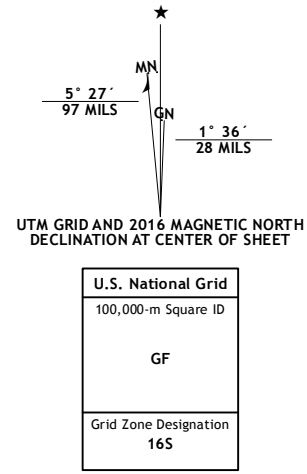 ★
MN
GN
5° 27´
97 MILS
1° 36´
28 MILS
UTM GRID AND 2016 MAGNETIC NORTH
DECLINATION AT CENTER OF SHEET
U.S. National Grid
100,000-m Square ID
GF
Grid Zone Designation
16S